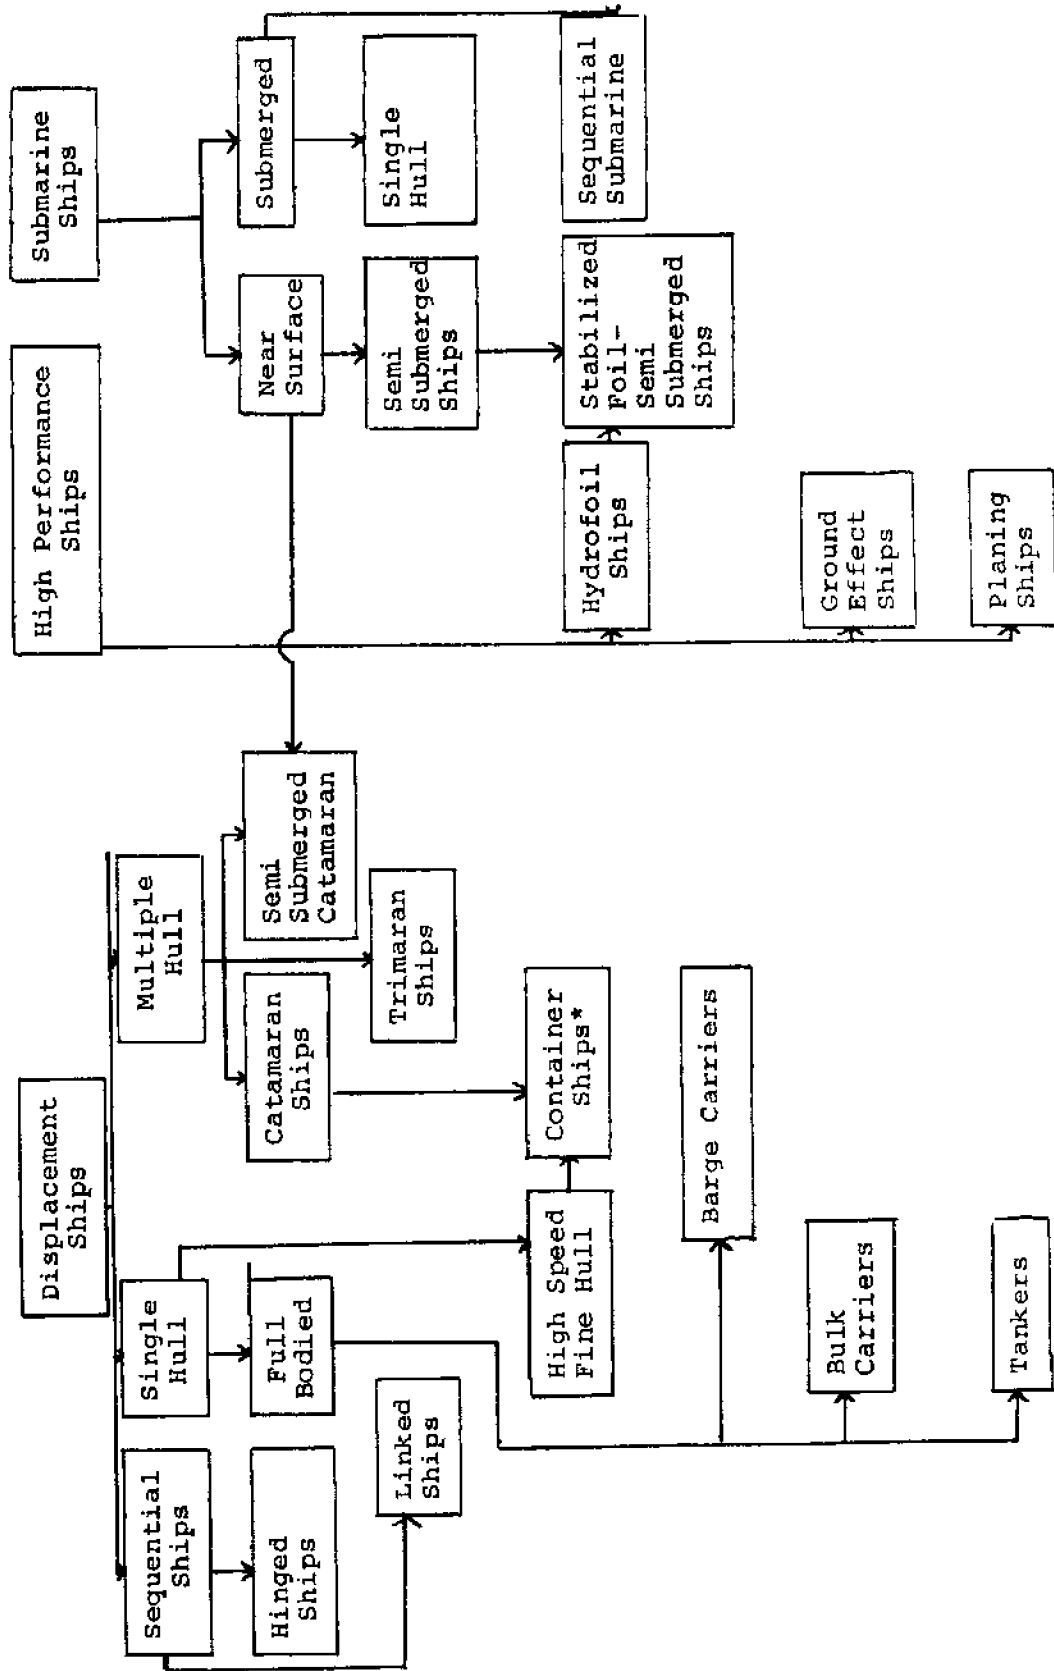 Displacement
Ships
High Performance
Ships
Submarine
Ships
Sequential
Ships
Single
Hull
Multiple
Hull
Hinged
Ships
Full
Bodied
Catamaran
Ships
Semi
Submerged
Catamaran
Near
Surface
Submerged
Linked
Ships
Trimaran
Ships
Semi
Submerged
Ships
Single
Hull
High Speed
Fine Hull
Container
Ships*
Hydrofoil
Ships
Stabilized
Foil-
Semi
Submerged
Ships
Sequential
Submarine
Barge Carriers
Bulk
Carriers
Ground
Effect
Ships
Tankers
Planing
Ships